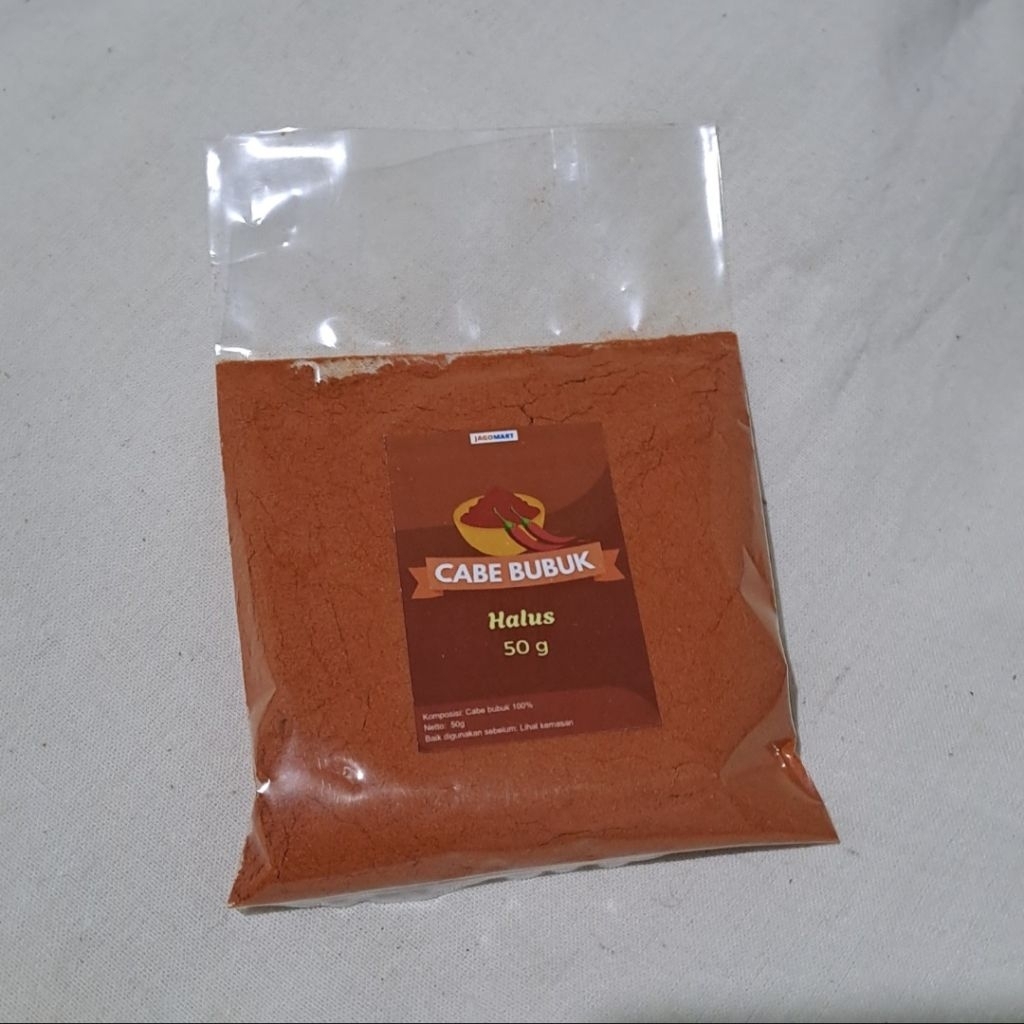 JAGOMART
CABE BUBUK
Halus
50 g
Komposisi: Cabe bubuk 100%
Netto: 50g
Baik digunakan sebelum: Lihat kemasan